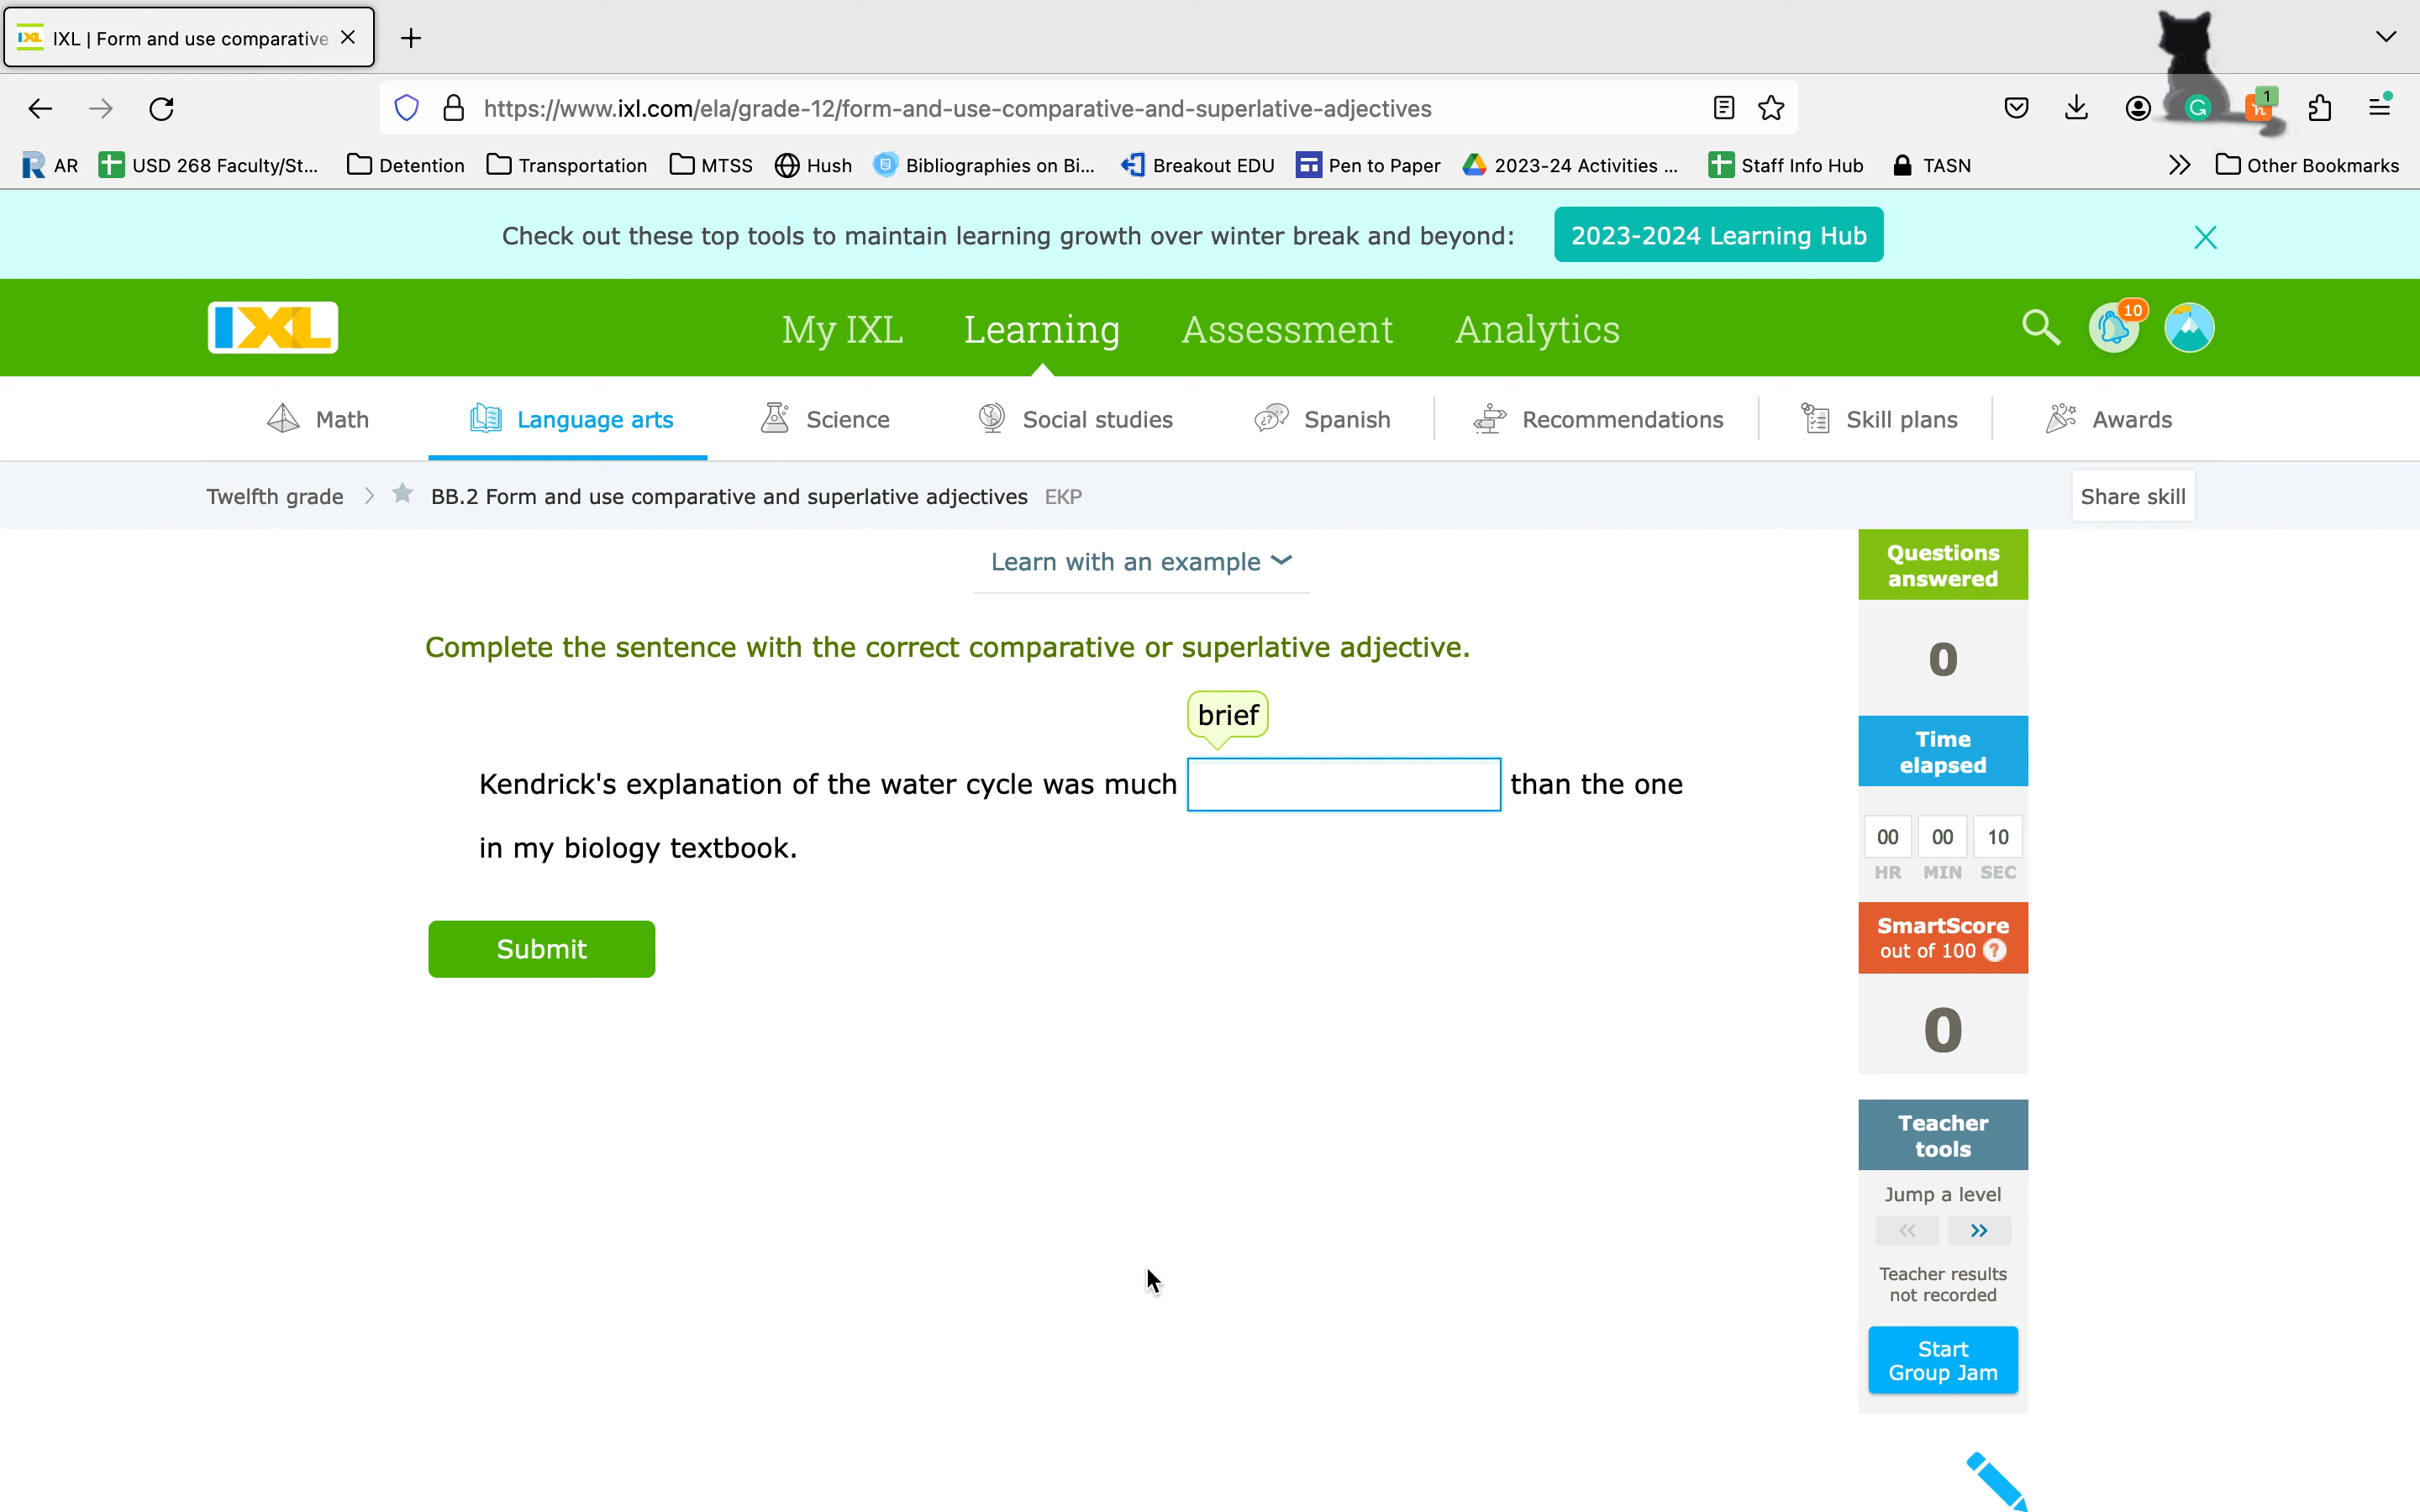 IXL | Form and use comparative
https://www.ixl.com/ela/grade-12/form-and-use-comparative-and-superlative-adjectives
1
AR
USD 268 Faculty/St...
Detention
Transportation
MTSS
Hush
Bibliographies on Bi...
Breakout EDU
Pen to Paper
2023-24 Activities ...
Staff Info Hub
TASN
Other Bookmarks
Check out these top tools to maintain learning growth over winter break and beyond:
2023-2024 Learning Hub
IXL
My IXL
Learning
Assessment
Analytics
10
Math
Language arts
Science
Social studies
Spanish
Recommendations
Skill plans
Awards
Twelfth grade > BB.2 Form and use comparative and superlative adjectives EKP
Share skill
Learn with an example
Complete the sentence with the correct comparative or superlative adjective.
brief
Kendrick's explanation of the water cycle was much than the one
in my biology textbook.
Submit
Questions
answered
0
Time
elapsed
00 00 10
HR MIN SEC
SmartScore
out of 100 ?
0
Teacher
tools
Jump a level
Teacher results
not recorded
Start
Group Jam